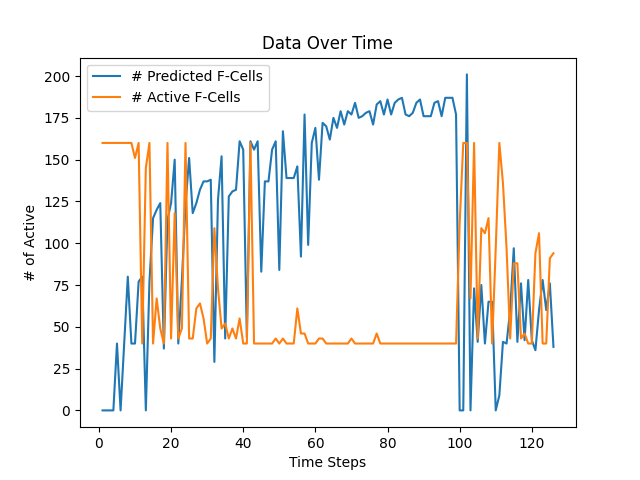 Data Over Time
# Predicted F-Cells
# Active F-Cells
200
175
150
125
100
75
50
25
0
# of Active
0 20 40 60 80 100 120
Time Steps